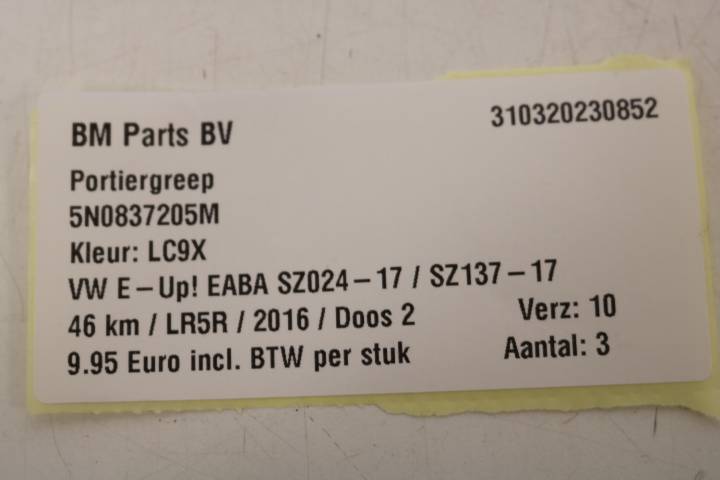 BM Parts BV
310320230852
Portiergreep
5N0837205M
Kleur: LC9X
VW E-Up! EABA SZ024-17 / SZ137-17
46 km / LR5R / 2016 / Doos 2 Verz: 10
9.95 Euro incl. BTW per stuk Aantal: 3